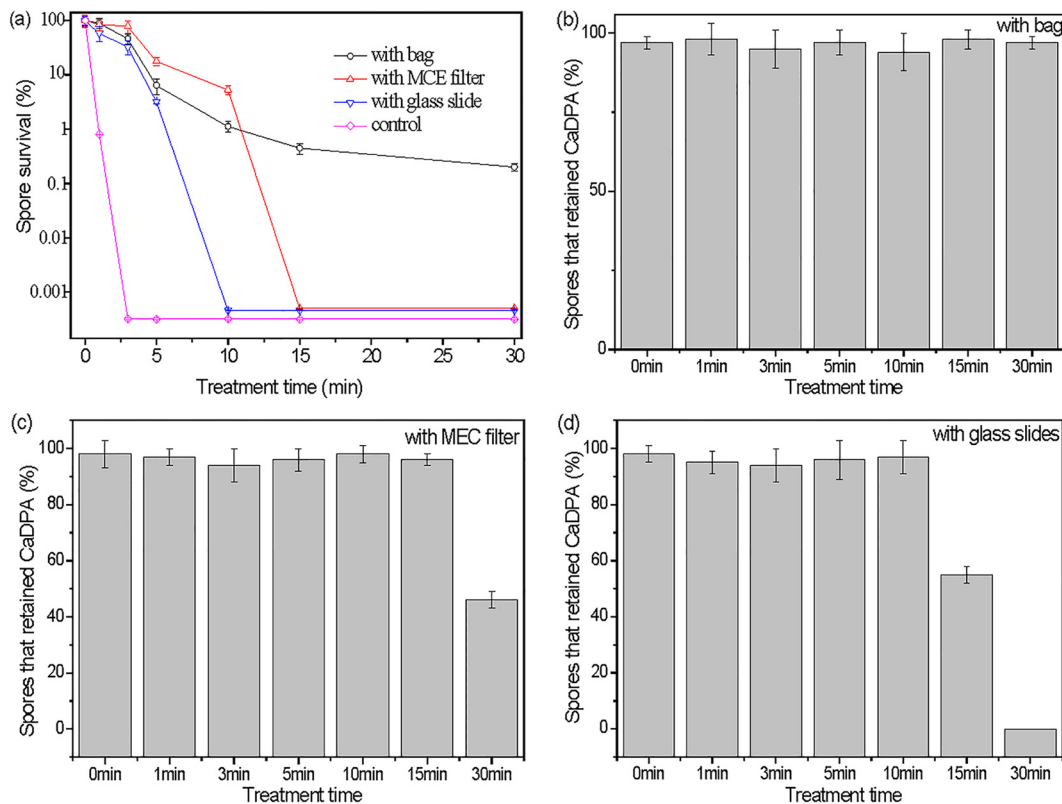 (a)
Spore survival (%)
100
10
1
0.1
0.01
0.001
0
5
10
15
20
25
30
Treatment time (min)
with bag
with MCE filter
with glass slide
control
(b)
with bag
Spores that retained CaDPA (%)
100
50
0
0min 1min 3min 5min 10min 15min 30min
Treatment time
(c)
with MEC filter
Spores that retained CaDPA (%)
100
80
60
40
20
0
0min 1min 3min 5min 10min 15min 30min
Treatment time
(d)
with glass slides
Spores that retained CaDPA (%)
100
80
60
40
20
0
0min 1min 3min 5min 10min 15min 30min
Treatment time